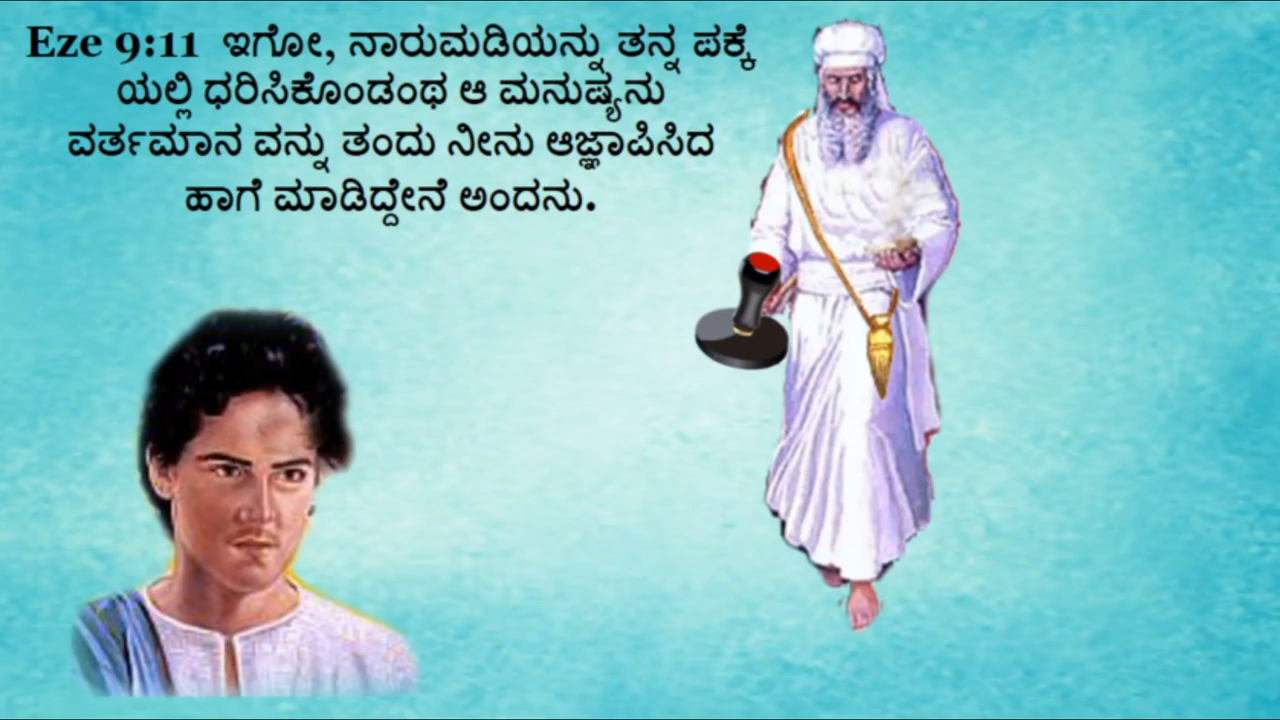 Eze 9:11 ಇಗೋ, ನಾರುಮಡಿಯನ್ನು ತನ್ನ ಪಕ್ಕೆ
ಯಲ್ಲಿ ಧರಿಸಿಕೊಂಡಂಥ ಆ ಮನುಷ್ಯನು
ವರ್ತಮಾನ ವನ್ನು ತಂದು ನೀನು ಆಜ್ಞಾಪಿಸಿದ
ಹಾಗೆ ಮಾಡಿದ್ದೇನೆ ಅಂದನು.